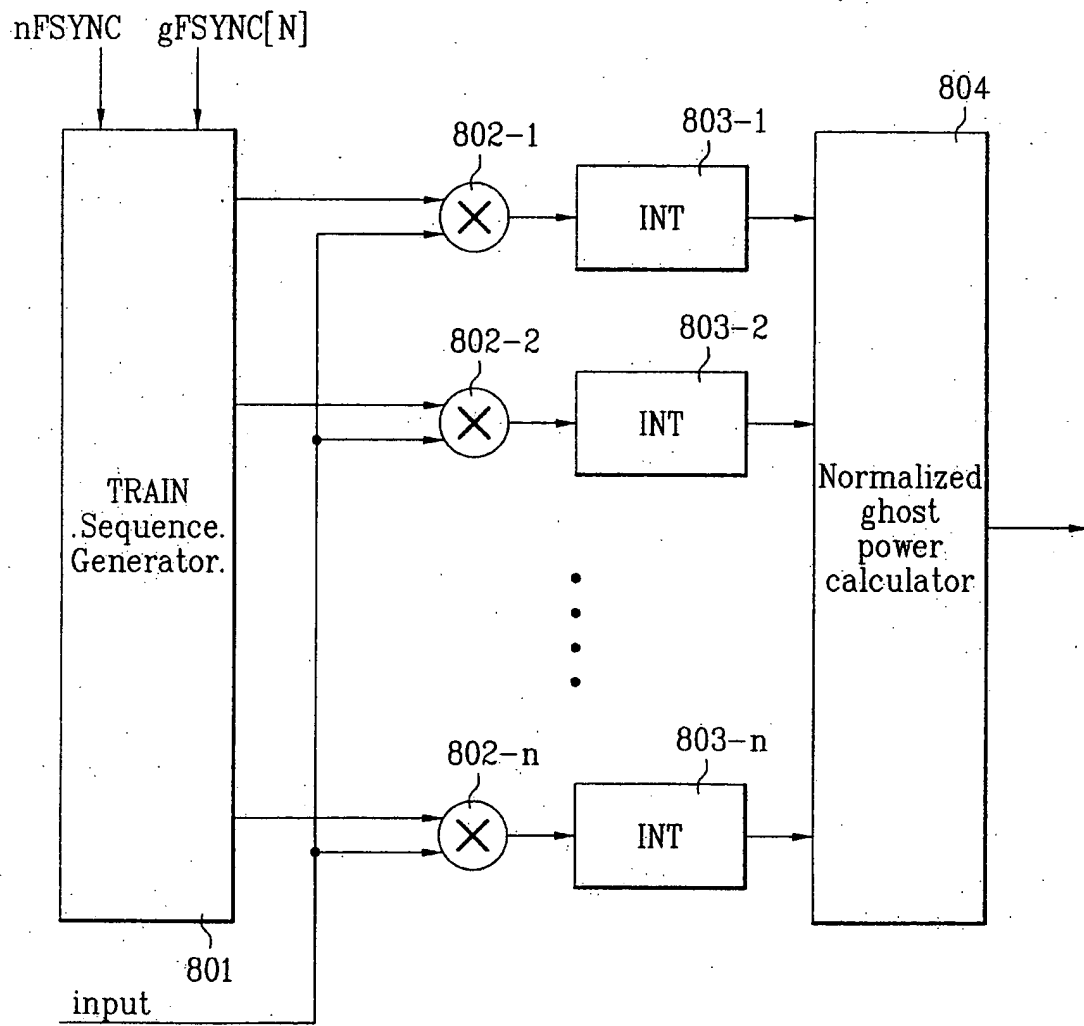 nFSYNC gFSYNC[N]
804
802-1
803-1
INT
802-2
803-2
INT
TRAIN
.Sequence.
Generator.
Normalized
ghost
power
calculator
802-n
803-n
INT
801
input